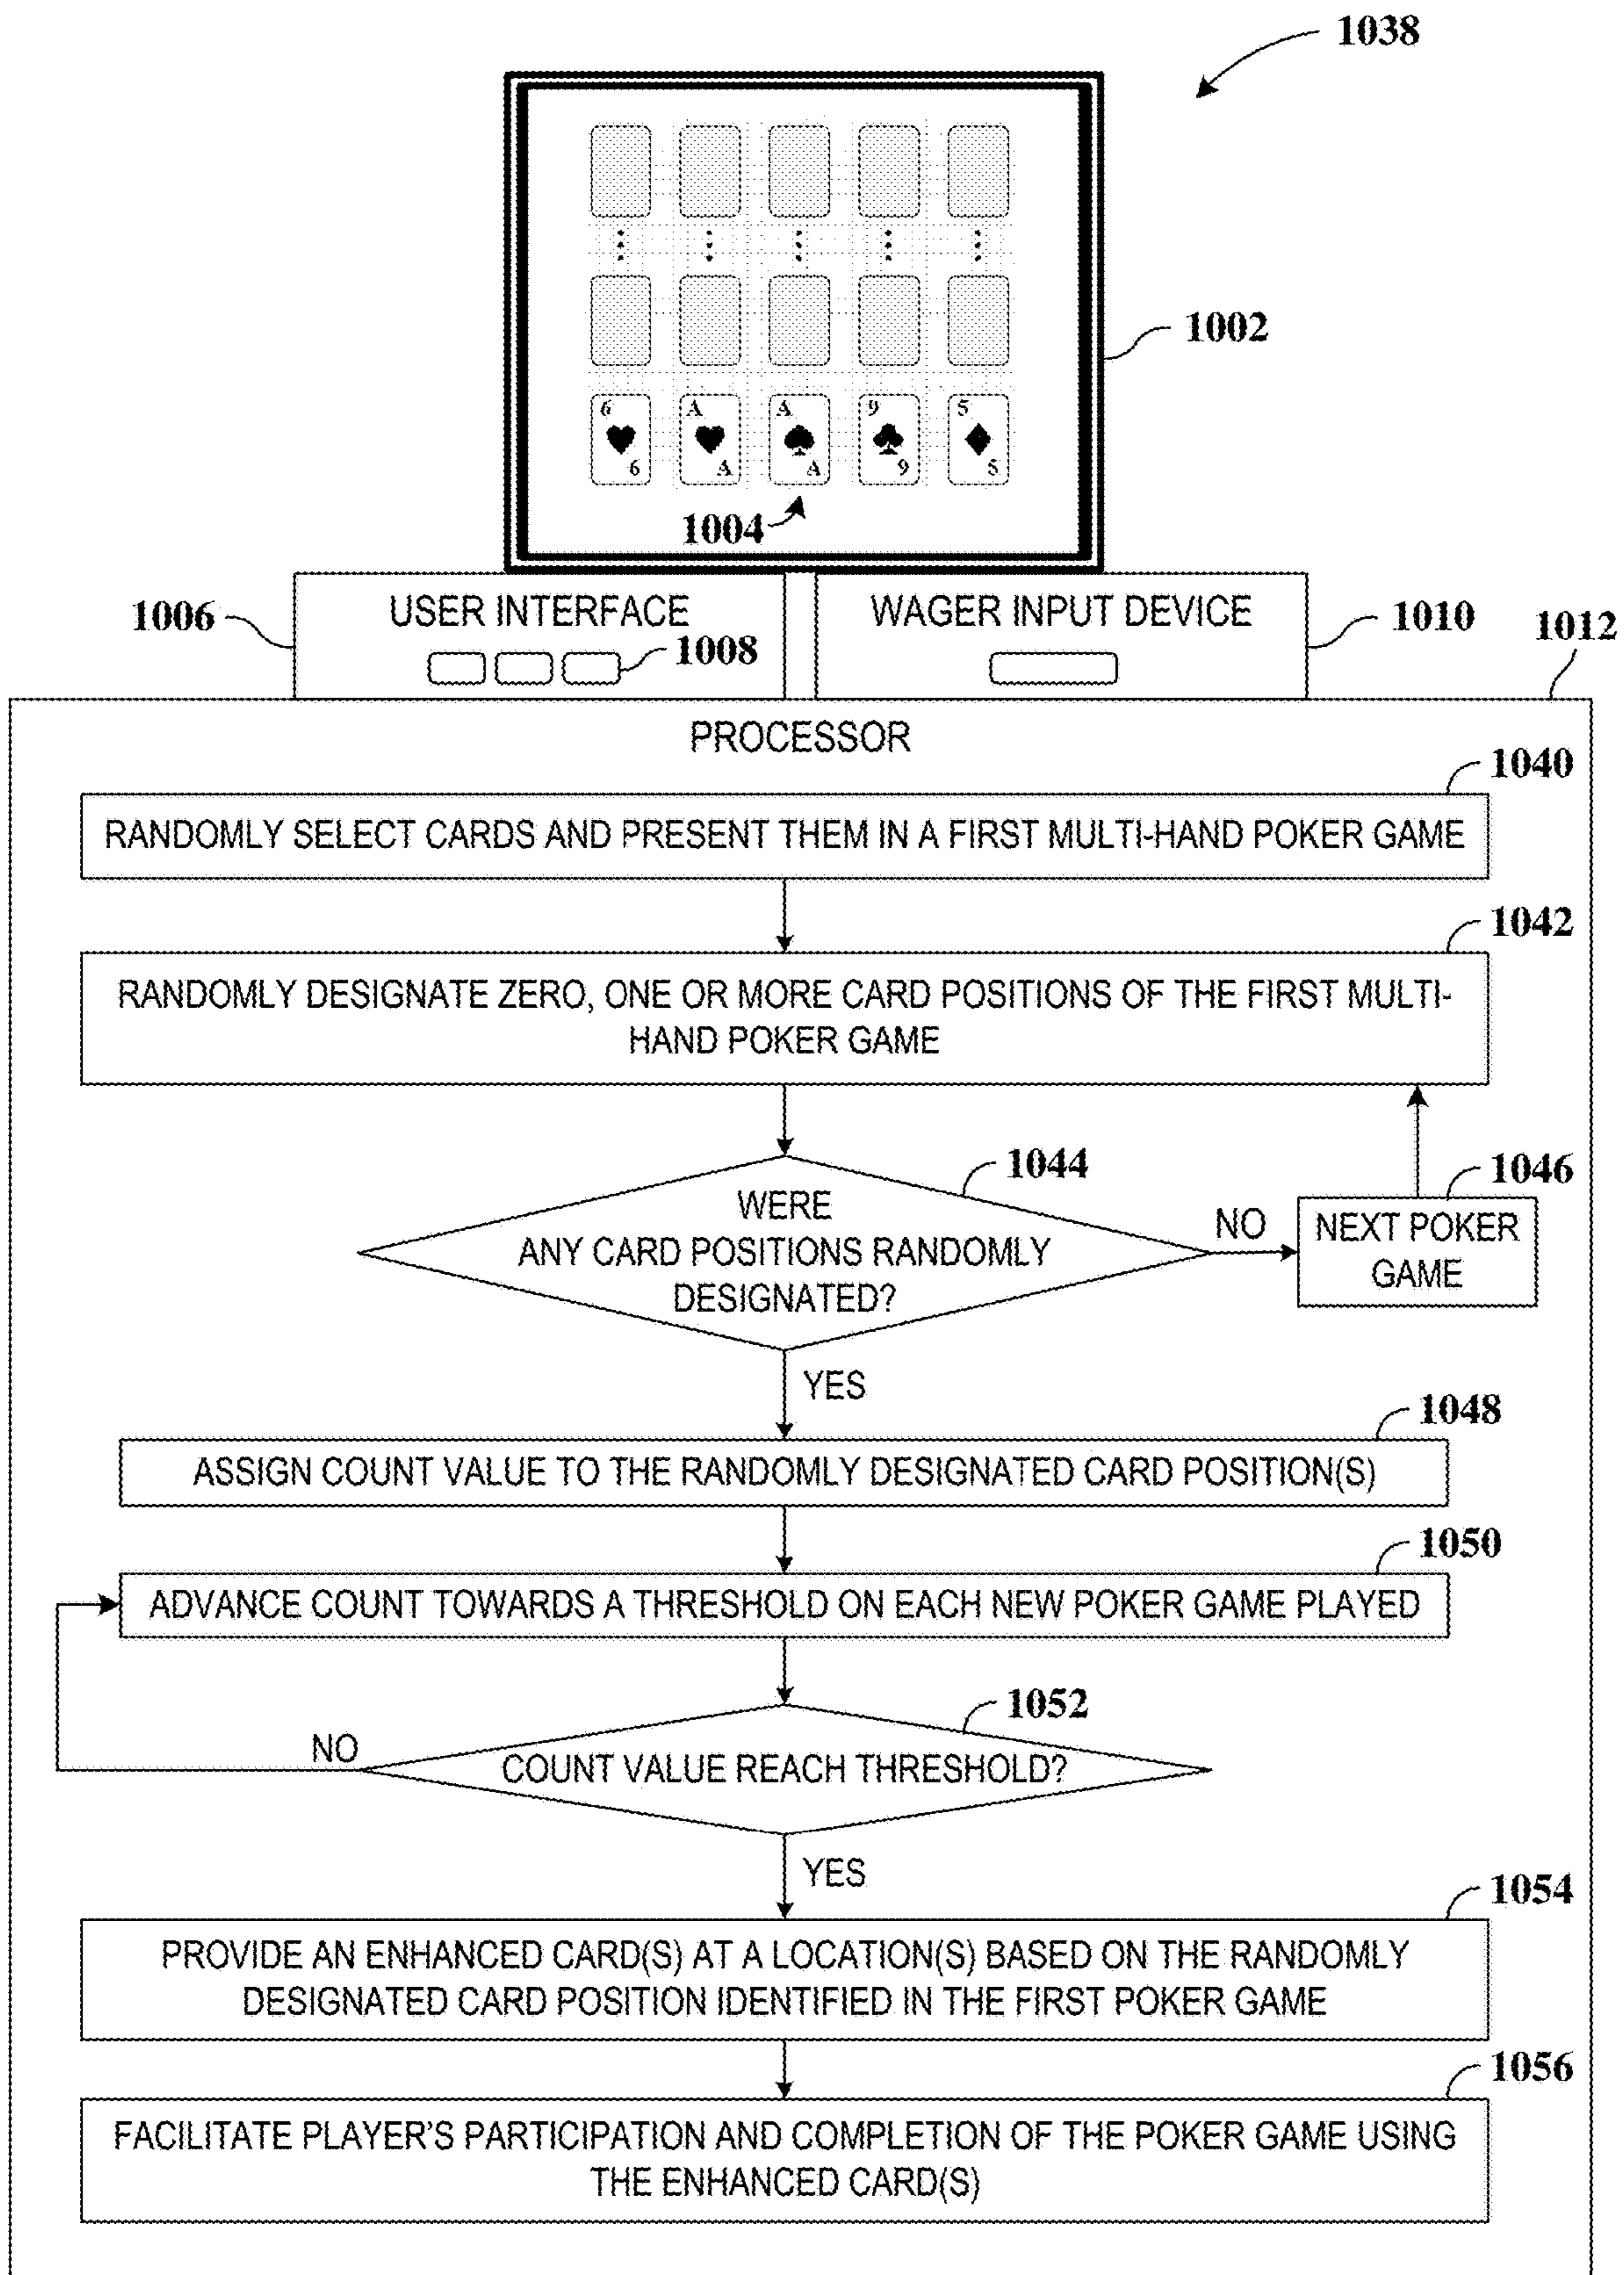 1038
6 A A 9 5
6 A A 9 5
1002
1004
1006
USER INTERFACE
1008
WAGER INPUT DEVICE
1010
1012
PROCESSOR
1040
RANDOMLY SELECT CARDS AND PRESENT THEM IN A FIRST MULTI-HAND POKER GAME
1042
RANDOMLY DESIGNATE ZERO, ONE OR MORE CARD POSITIONS OF THE FIRST MULTI-
HAND POKER GAME
1044
WERE
ANY CARD POSITIONS RANDOMLY
DESIGNATED?
NO
1046
NEXT POKER
GAME
YES
1048
ASSIGN COUNT VALUE TO THE RANDOMLY DESIGNATED CARD POSITION(S)
1050
ADVANCE COUNT TOWARDS A THRESHOLD ON EACH NEW POKER GAME PLAYED
1052
NO
COUNT VALUE REACH THRESHOLD?
YES
1054
PROVIDE AN ENHANCED CARD(S) AT A LOCATION(S) BASED ON THE RANDOMLY
DESIGNATED CARD POSITION IDENTIFIED IN THE FIRST POKER GAME
1056
FACILITATE PLAYER'S PARTICIPATION AND COMPLETION OF THE POKER GAME USING
THE ENHANCED CARD(S)